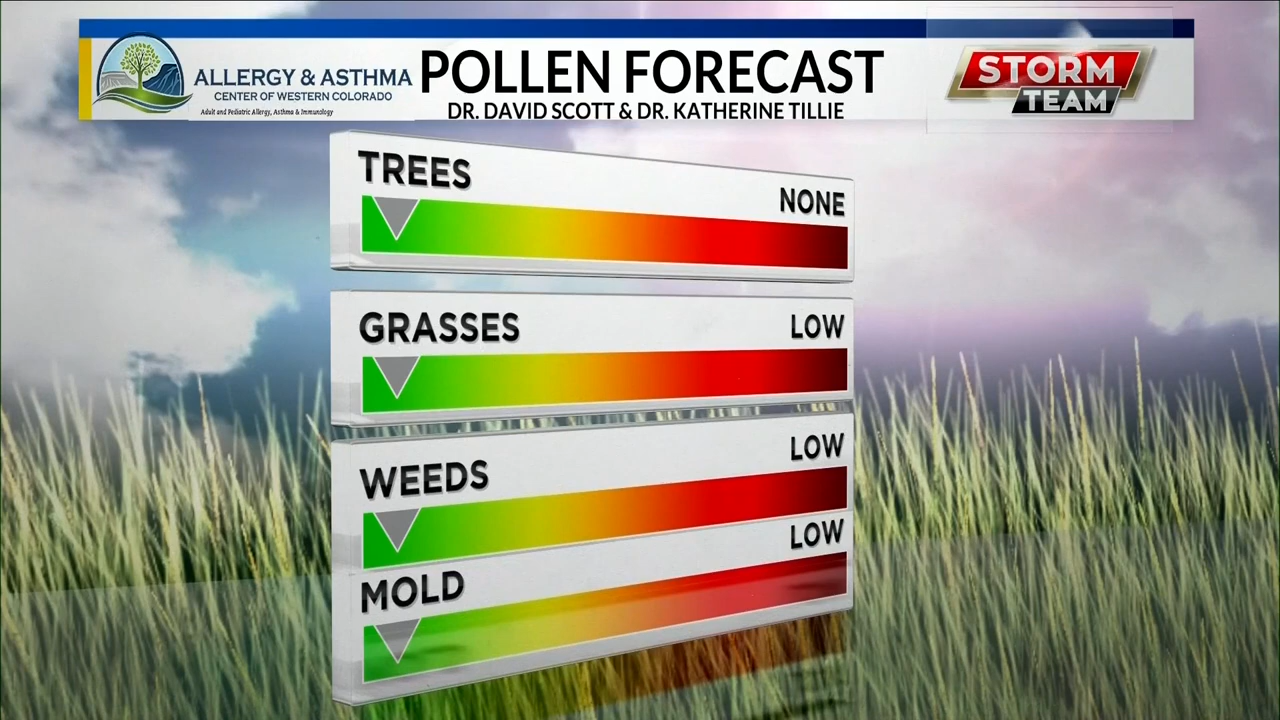 ALLERGY & ASTHMA
CENTER OF WESTERN COLORADO
Adult and Pediatric Allergy, Asthma & Immunology
POLLEN FORECAST
DR. DAVID SCOTT & DR. KATHERINE TILLIE
STORM
TEAM
TREES
NONE
GRASSES
LOW
WEEDS
LOW
MOLD
LOW